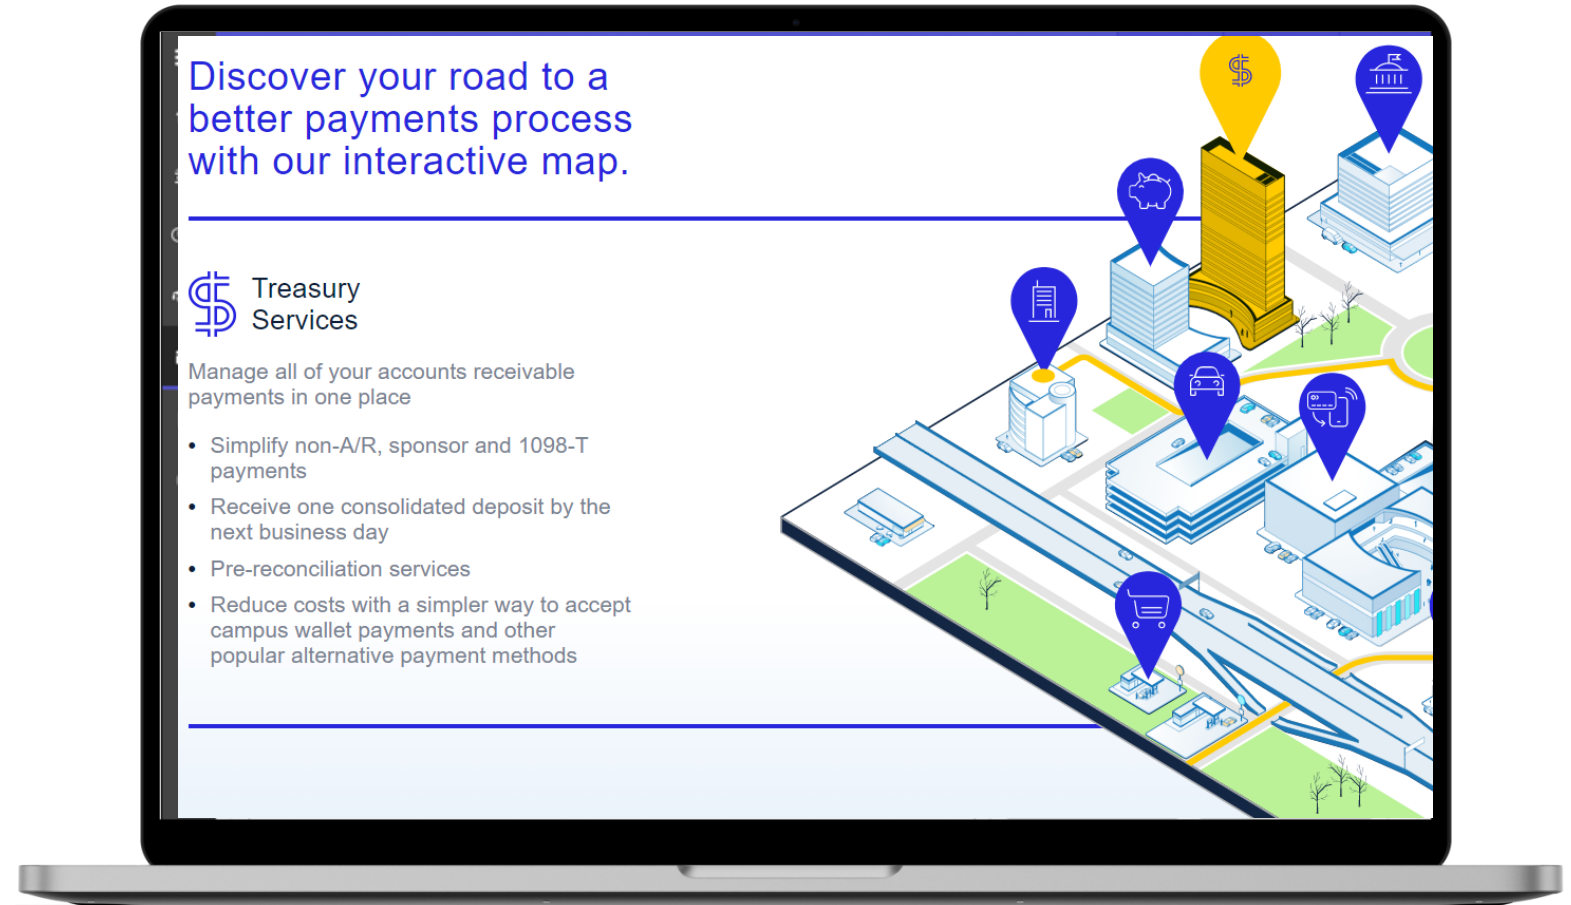 Discover your road to a
better payments process
with our interactive map.
Treasury
Services
Manage all of your accounts receivable
payments in one place
• Simplify non-A/R, sponsor and 1098-T
payments
• Receive one consolidated deposit by the
next business day
• Pre-reconciliation services
• Reduce costs with a simpler way to accept
campus wallet payments and other
popular alternative payment methods